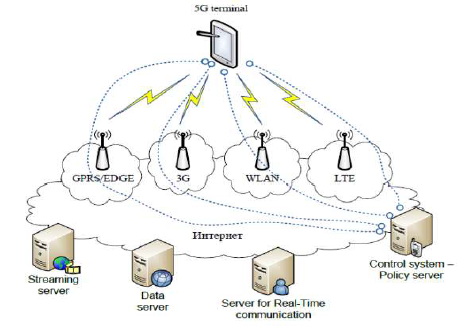 5G terminal
GPRS/EDGE
3G
WLAN
LTE
Интернет
Streaming
server
Data
server
Server for Real-Time
communication
Control system –
Policy server